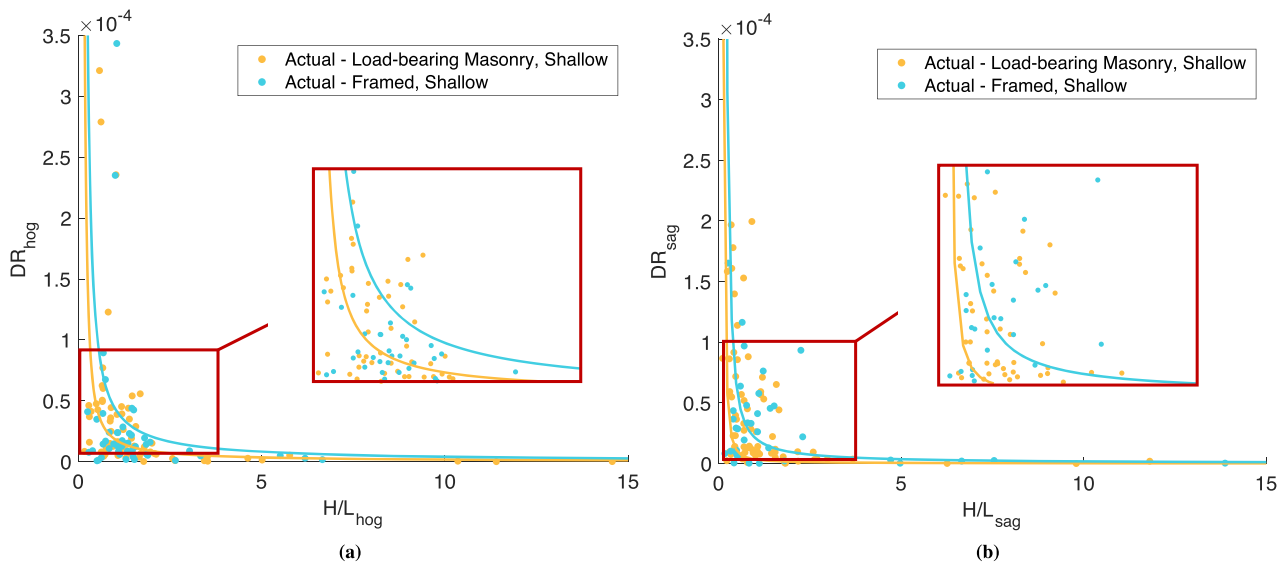 ×10⁻⁴
3.5
3
2.5
2
1.5
1
0.5
0
DR_hog
Actual - Load-bearing Masonry, Shallow
Actual - Framed, Shallow
0 5 10 15
H/L_hog
(a)
×10⁻⁴
3.5
3
2.5
2
1.5
1
0.5
0
DR_sag
Actual - Load-bearing Masonry, Shallow
Actual - Framed, Shallow
0 5 10 15
H/L_sag
(b)